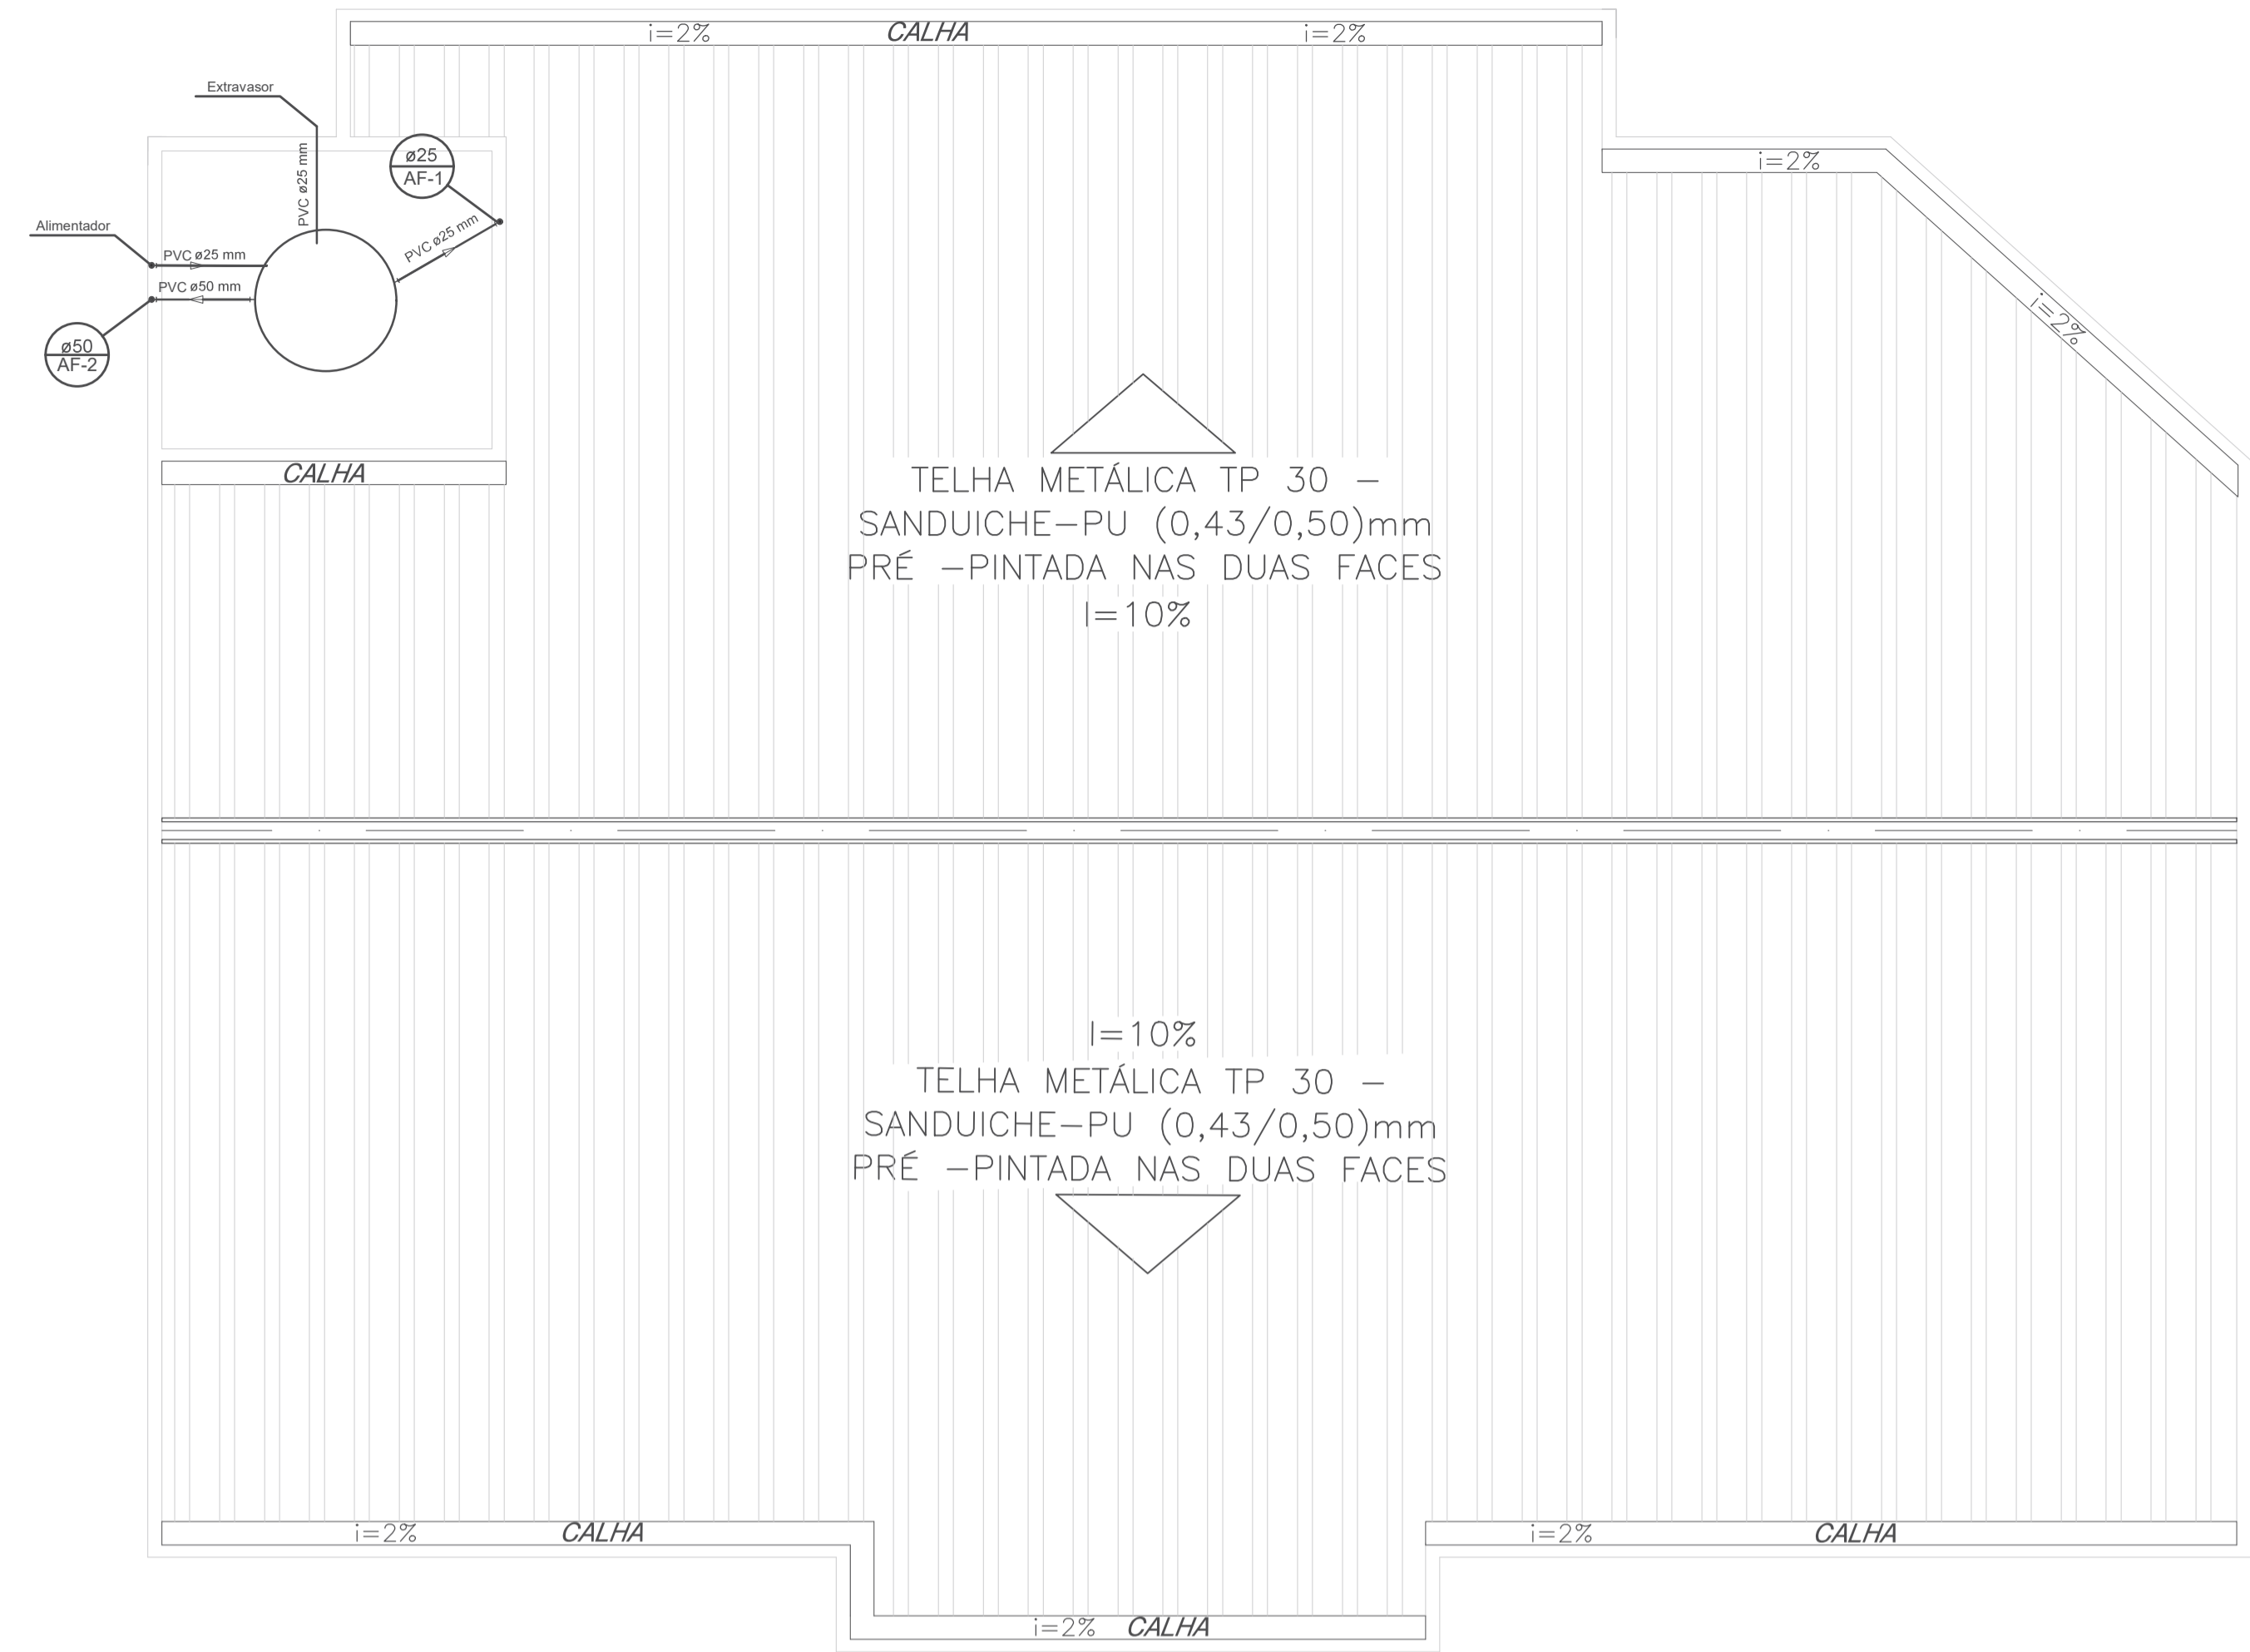 i=2%
CALHA
i=2%
Extravasor
PVC ø25 mm
ø25
AF-1
i=2%
Alimentador
PVC ø25 mm
PVC ø25 mm
PVC ø50 mm
ø50
AF-2
i=2%
CALHA
TELHA METÁLICA TP 30 –
SANDUICHE–PU (0,43/0,50)mm
PRÉ –PINTADA NAS DUAS FACES
I=10%
I=10%
TELHA METÁLICA TP 30 –
SANDUICHE–PU (0,43/0,50)mm
PRÉ –PINTADA NAS DUAS FACES
i=2%
CALHA
i=2%
CALHA
i=2%
CALHA